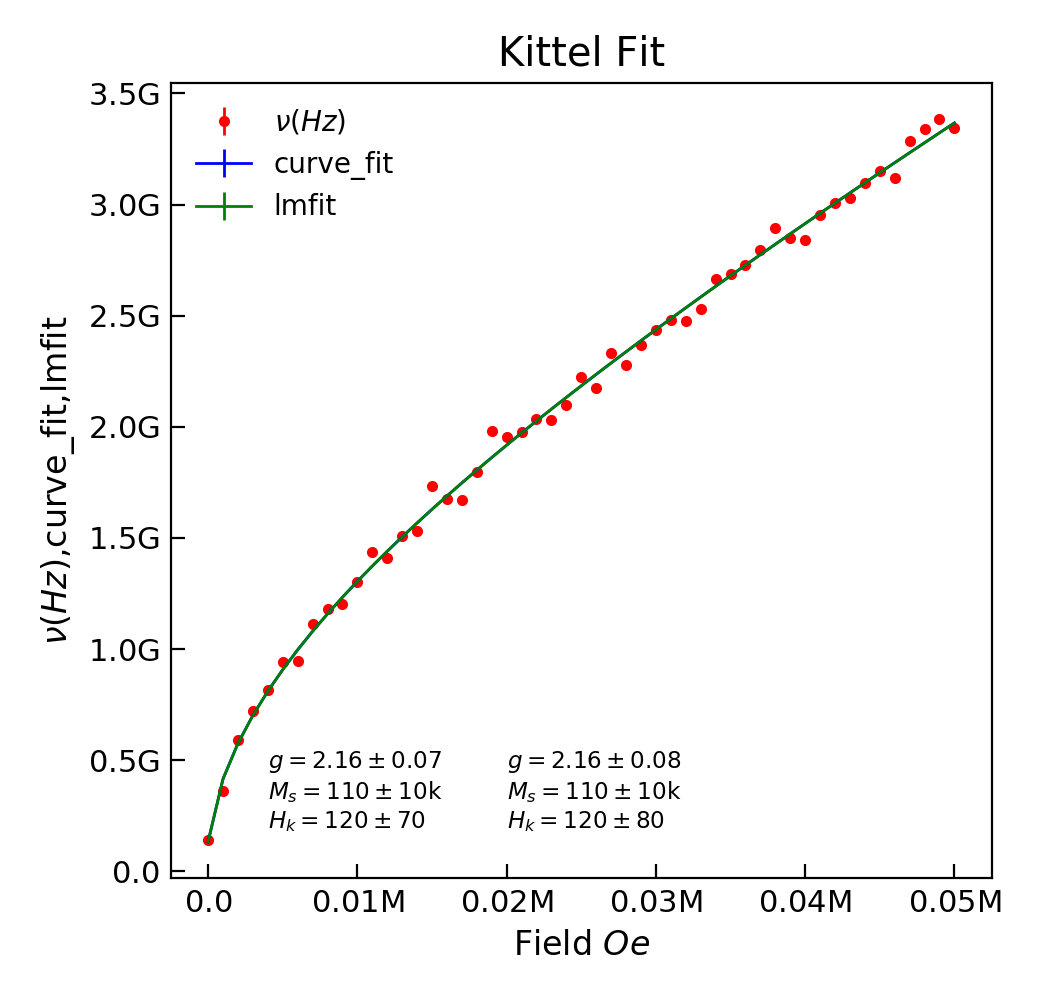 Kittel Fit
3.5G
3.0G
2.5G
2.0G
1.5G
1.0G
0.5G
0.0
ν(Hz),curve_fit,lmfit
ν(Hz)
curve_fit
lmfit
g = 2.16 ± 0.07
M_s = 110 ± 10k
H_k = 120 ± 70
g = 2.16 ± 0.08
M_s = 110 ± 10k
H_k = 120 ± 80
0.0 0.01M 0.02M 0.03M 0.04M 0.05M
Field Oe